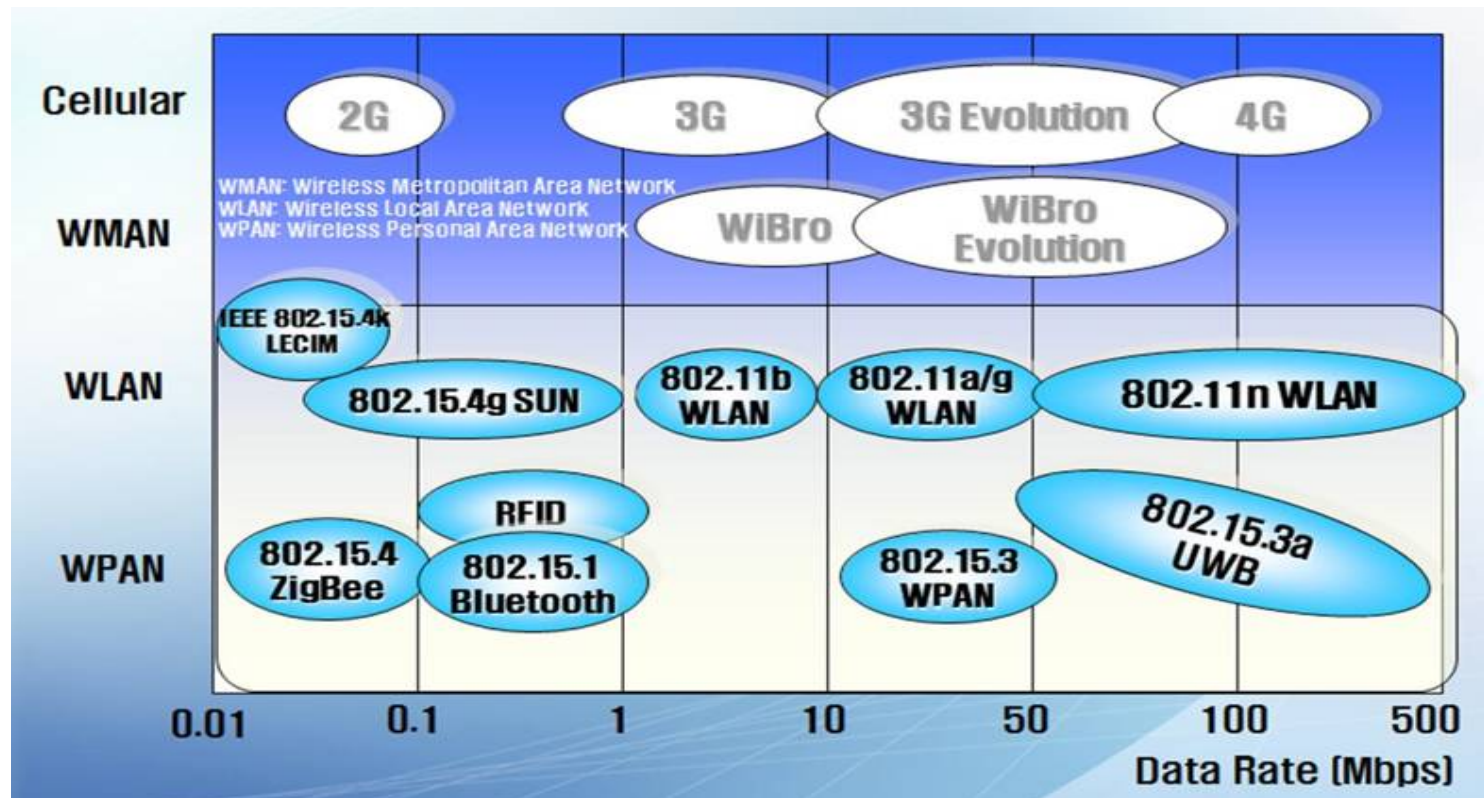 Cellular
2G
3G
3G Evolution
4G
WMAN: Wireless Metropolitan Area Network
WLAN: Wireless Local Area Network
WPAN: Wireless Personal Area Network
WMAN
WiBro
WiBro
Evolution
IEEE 802.15.4k
LECIM
WLAN
802.15.4g SUN
802.11b
WLAN
802.11a/g
WLAN
802.11n WLAN
WPAN
RFID
802.15.4
ZigBee
802.15.1
Bluetooth
802.15.3
WPAN
802.15.3a
UWB
0.01
0.1
1
10
50
100
500
Data Rate (Mbps)